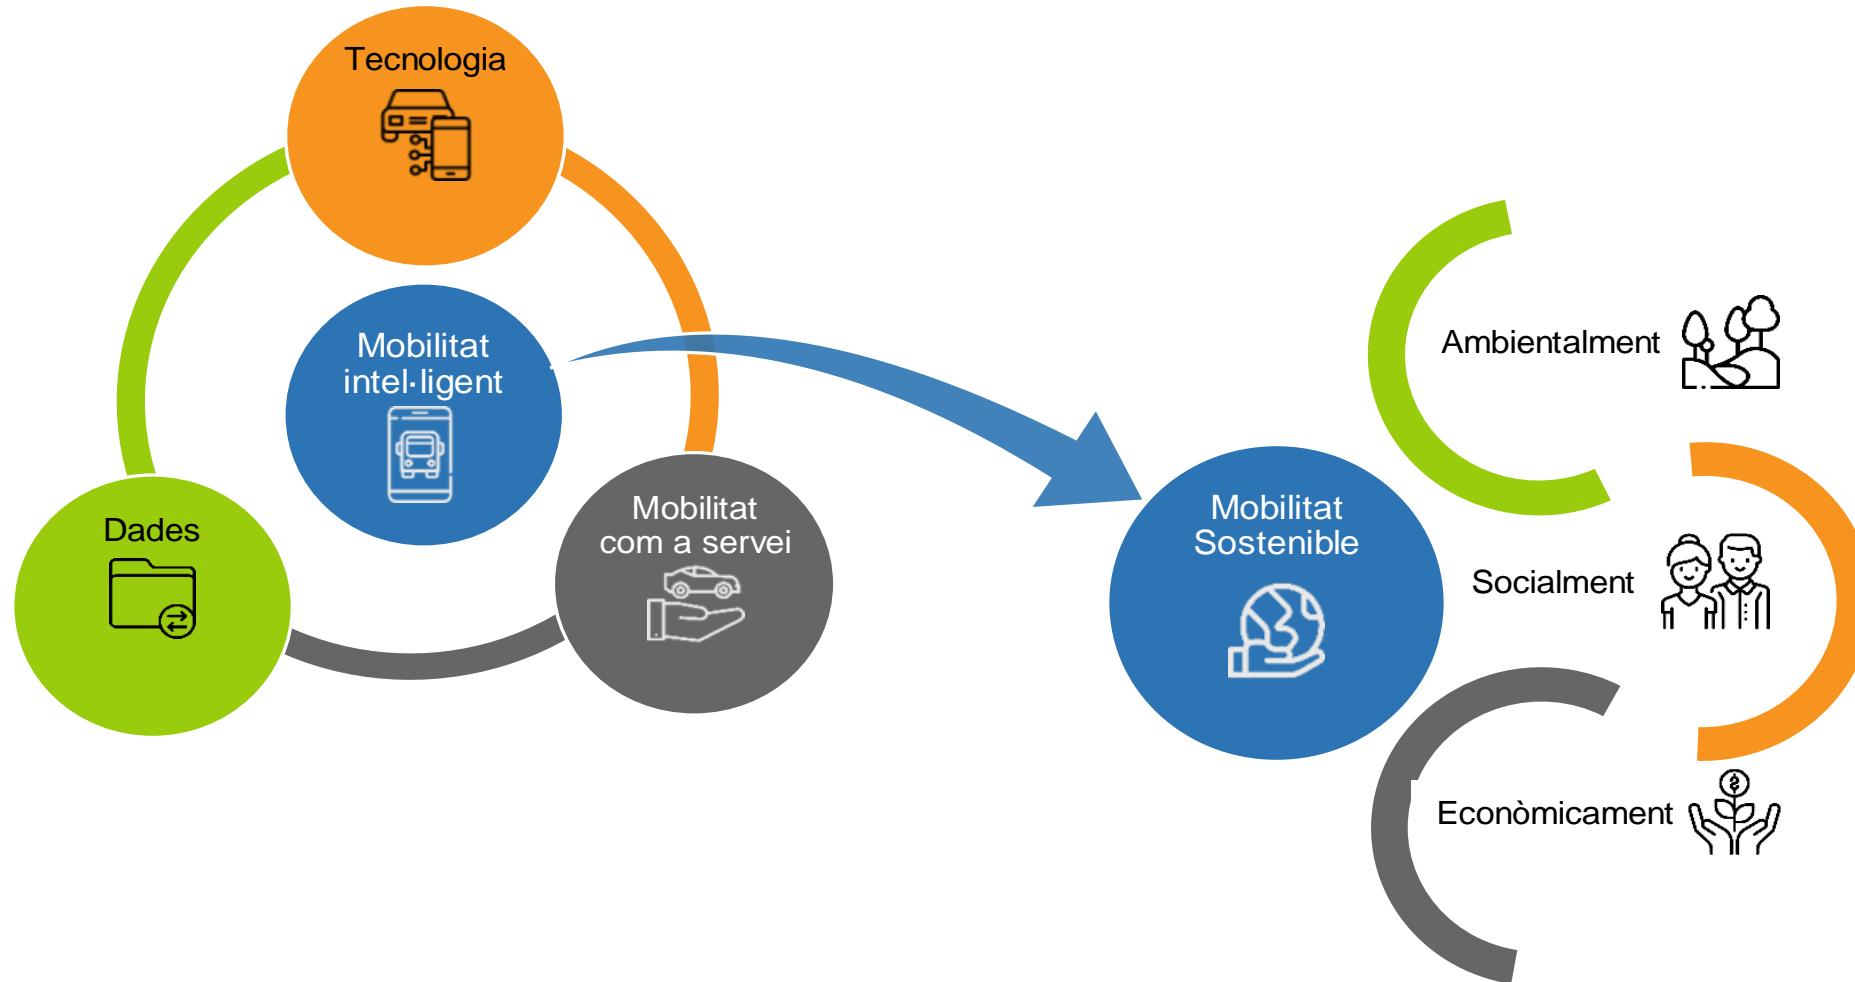 Tecnologia
Mobilitat
intel·ligent
Dades
Mobilitat
com a servei
Mobilitat
Sostenible
Ambientalment
Socialment
Econòmicament